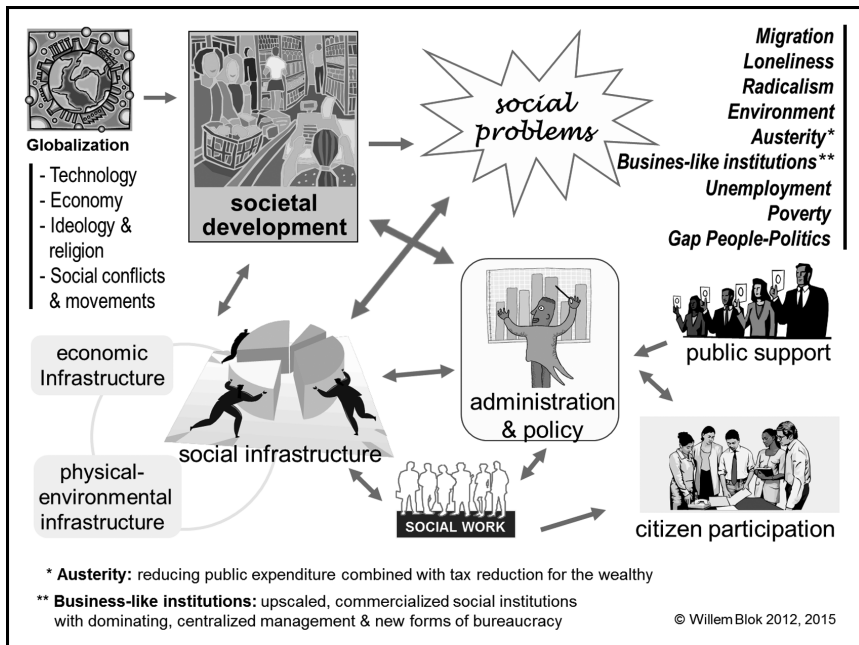 Globalization
- Technology
- Economy
- Ideology &
religion
- Social conflicts
& movements
societal
development
social
problems
Migration
Loneliness
Radicalism
Environment
Austerity*
Busines-like institutions**
Unemployment
Poverty
Gap People-Politics
public support
administration
& policy
economic
Infrastructure
physical-
environmental
infrastructure
social infrastructure
SOCIAL WORK
citizen participation
* Austerity: reducing public expenditure combined with tax reduction for the wealthy
** Business-like institutions: upscaled, commercialized social institutions
with dominating, centralized management & new forms of bureaucracy
© Willem Blok 2012, 2015